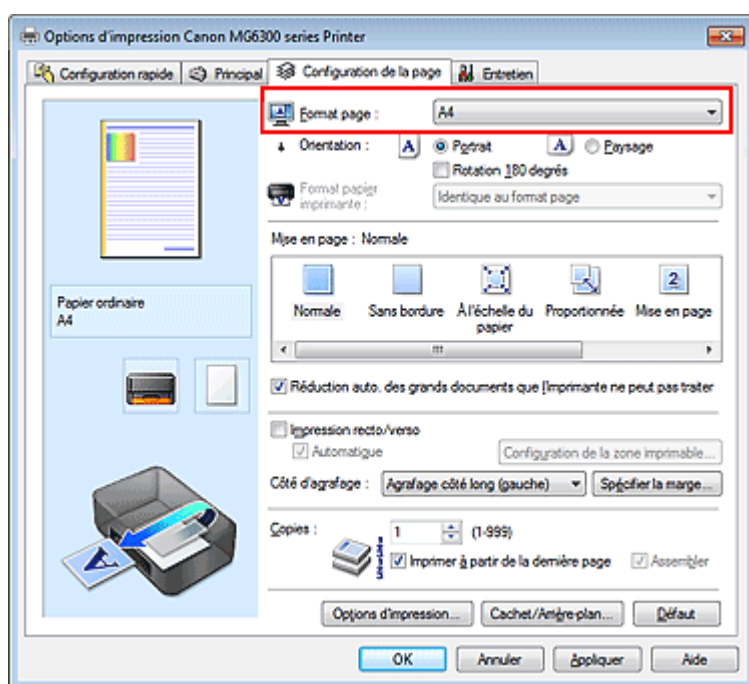 Options d'impression Canon MG6300 series Printer
Configuration rapide
Principal
Configuration de la page
Entretien
Format page :
A4
Orientation :
A
Portrait
A
Paysage
Rotation 180 degrés
Format papier imprimante :
Identique au format page
Mise en page : Normale
Normale
Sans bordure
À l'échelle du papier
Proportionnée
2
Mise en page
Papier ordinaire
A4
Réduction auto. des grands documents que l'imprimante ne peut pas traiter
Impression recto/verso
Automatique
Configuration de la zone imprimable...
Côté d'agrafage :
Agrafage côté long (gauche)
Spécifier la marge...
Copies :
1
(1-999)
Imprimer à partir de la dernière page
Assembler
A
Options d'impression...
Cachet/Arrière-plan...
Défaut
OK
Annuler
Appliquer
Aide